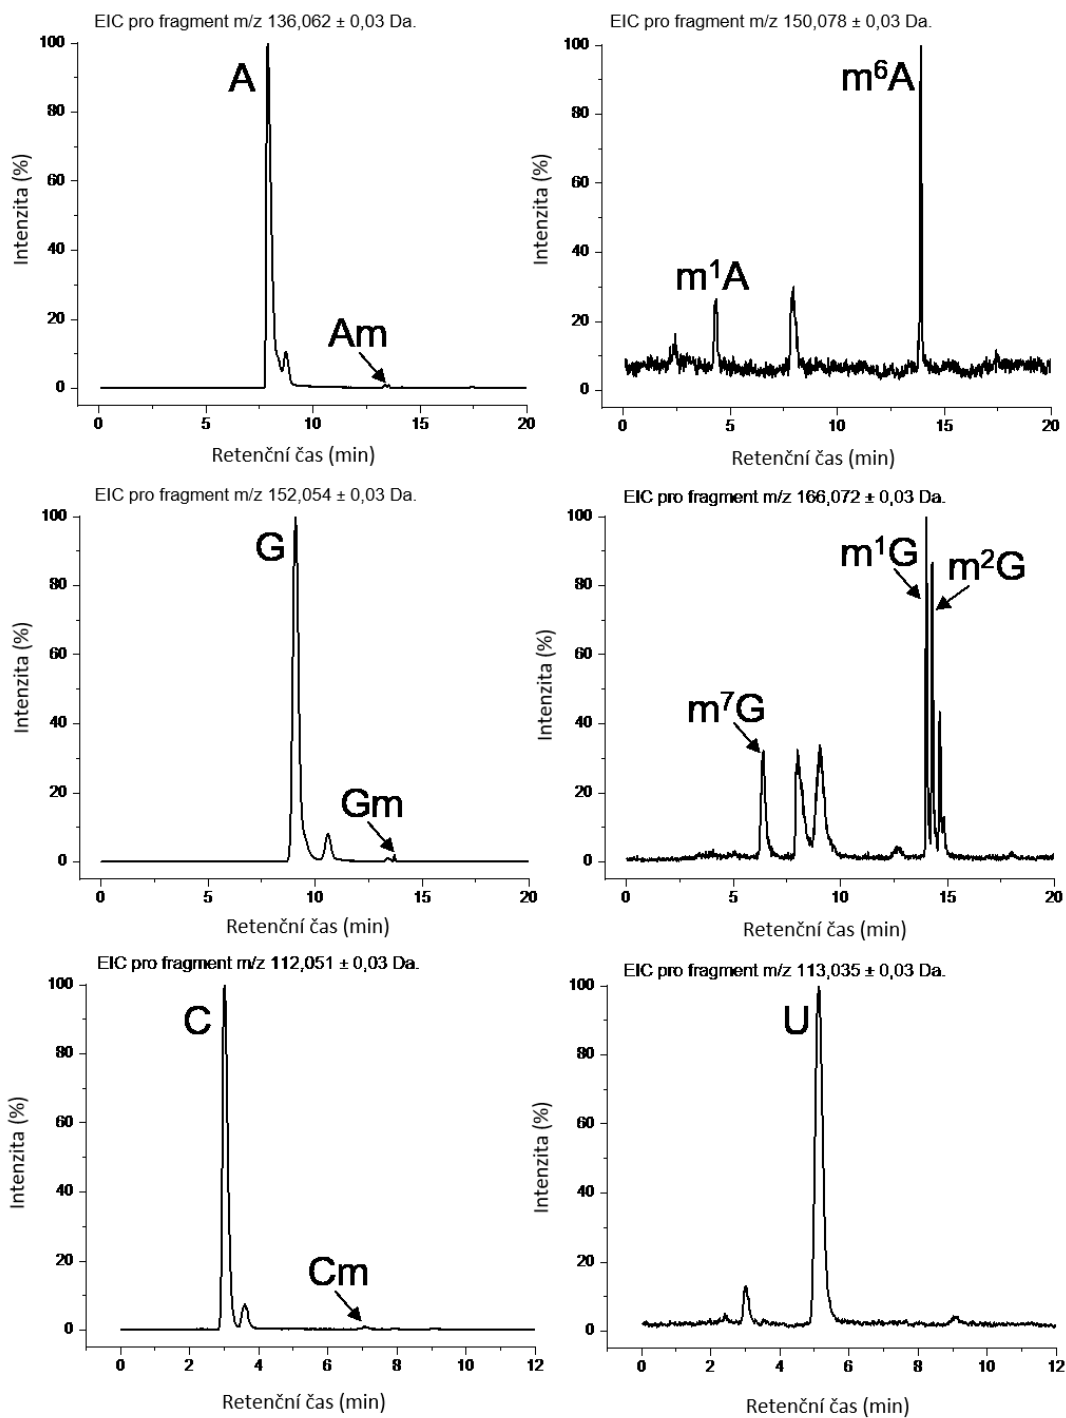 EIC pro fragment m/z 136,062 ± 0,03 Da.
100
80
60
40
20
0
Intenzita (%)
A
Am
0 5 10 15 20
Retenční čas (min)
EIC pro fragment m/z 150,078 ± 0,03 Da.
100
80
60
40
20
0
Intenzita (%)
m⁶A
m¹A
0 5 10 15 20
Retenční čas (min)
EIC pro fragment m/z 152,054 ± 0,03 Da.
100
80
60
40
20
0
Intenzita (%)
G
Gm
0 5 10 15 20
Retenční čas (min)
EIC pro fragment m/z 166,072 ± 0,03 Da.
100
80
60
40
20
0
Intenzita (%)
m¹G
m²G
m⁷G
0 5 10 15 20
Retenční čas (min)
EIC pro fragment m/z 112,051 ± 0,03 Da.
100
80
60
40
20
0
Intenzita (%)
C
Cm
0 2 4 6 8 10 12
Retenční čas (min)
EIC pro fragment m/z 113,035 ± 0,03 Da.
100
80
60
40
20
0
Intenzita (%)
U
0 2 4 6 8 10 12
Retenční čas (min)